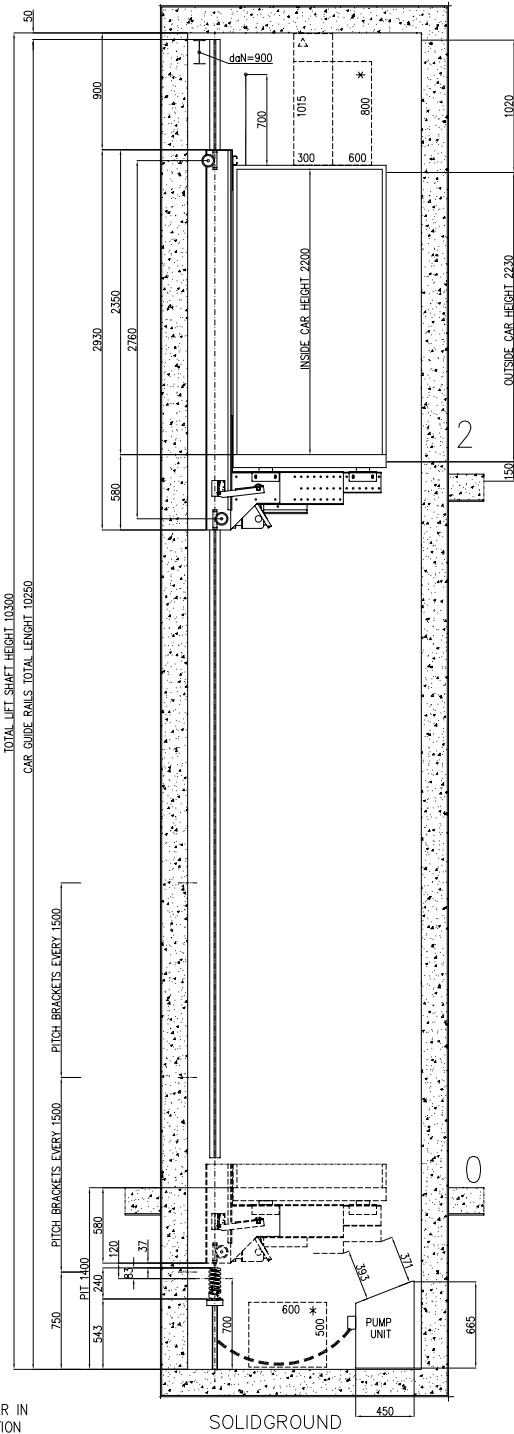 50
daN=900
900
700
1015
800
*
1020
300
600
2350
2930
2760
INSIDE CAR HEIGHT 2200
OUTSIDE CAR HEIGHT 2230
2
150
580
TOTAL LIFT SHAFT HEIGHT 10300
CAR GUIDE RAILS TOTAL LENGHT 10250
PITCH BRACKETS EVERY 1500
PITCH BRACKETS EVERY 1500
0
580
120
37
PIT 1400
83
240
393
371
750
543
700
600
*
500
PUMP
UNIT
665
450
R IN
TION
SOLIDGROUND